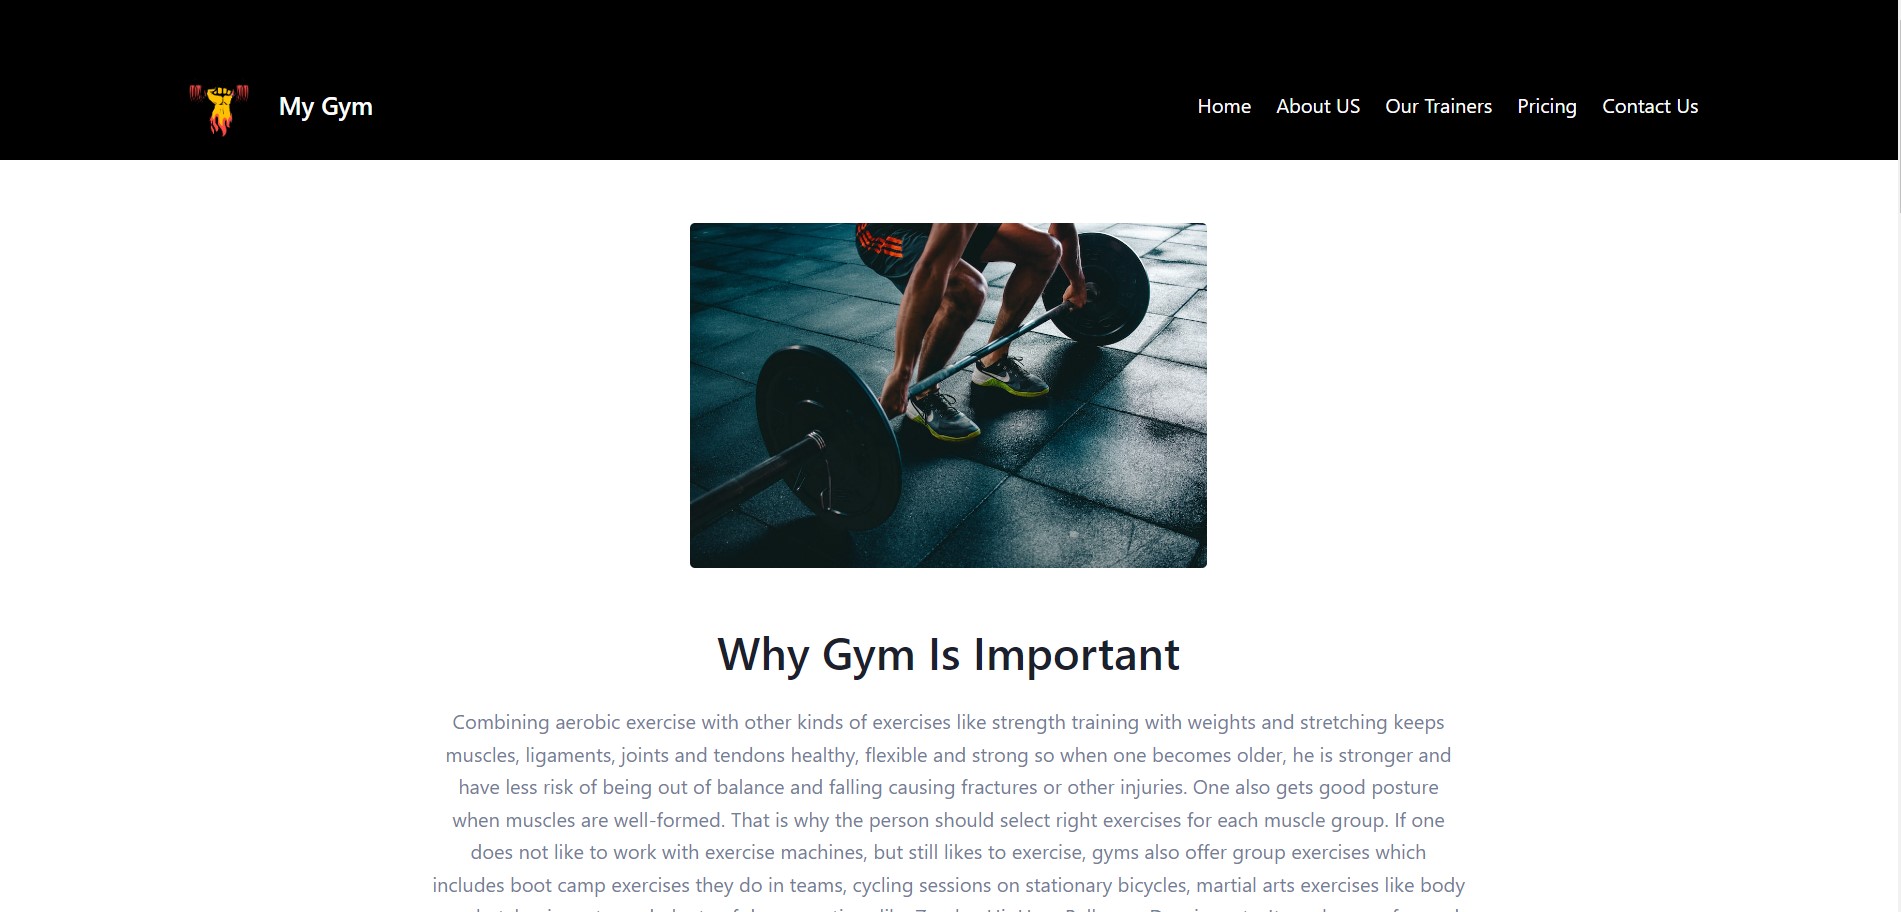 My Gym
Home About US Our Trainers Pricing Contact Us
Why Gym Is Important
Combining aerobic exercise with other kinds of exercises like strength training with weights and stretching keeps
muscles, ligaments, joints and tendons healthy, flexible and strong so when one becomes older, he is stronger and
have less risk of being out of balance and falling causing fractures or other injuries. One also gets good posture
when muscles are well-formed. That is why the person should select right exercises for each muscle group. If one
does not like to work with exercise machines, but still likes to exercise, gyms also offer group exercises which
includes boot camp exercises they do in teams, cycling sessions on stationary bicycles, martial arts exercises like body